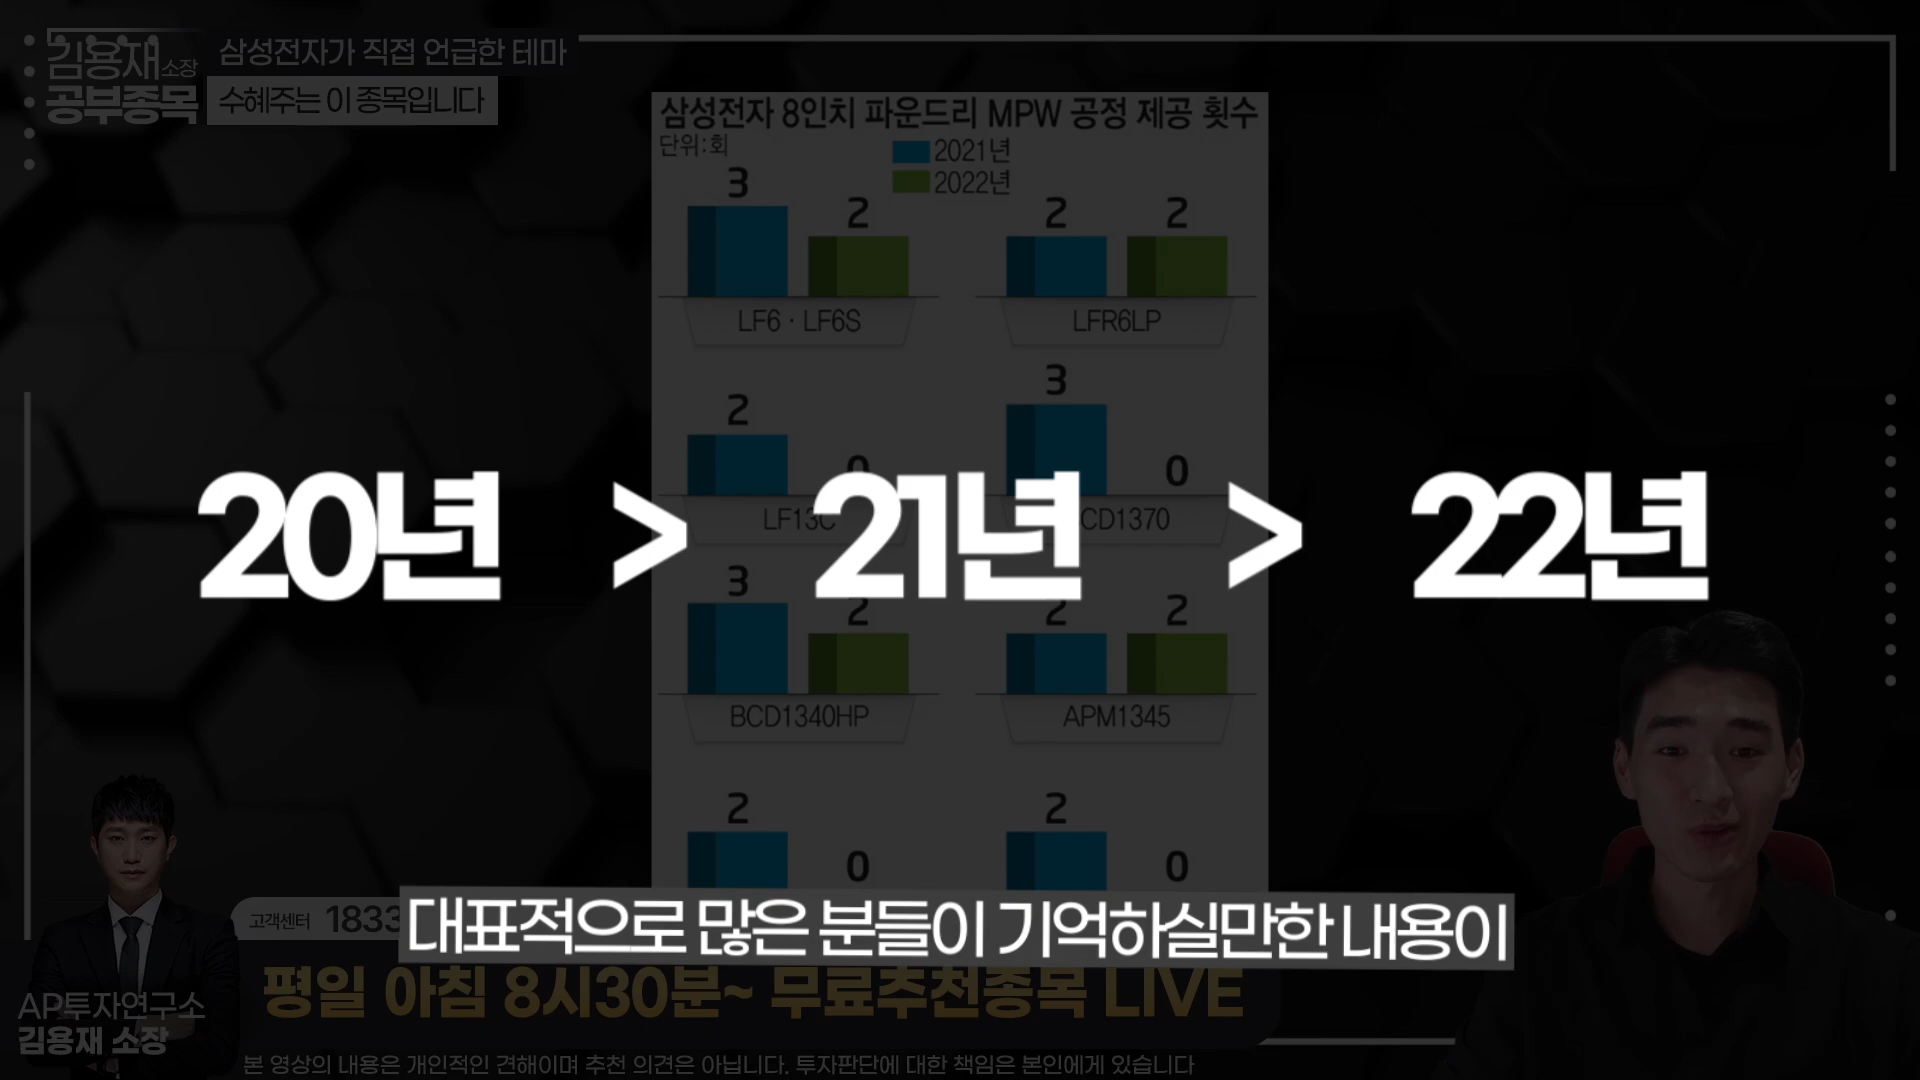 김용재소장
공부종목
삼성전자가 직접 언급한 테마
수혜주는 이 종목입니다
삼성전자 8인치 파운드리 MPW 공정 제공 횟수
단위:회
2021년
2022년
3 2 2 2
LF6 · LF6S LFR6LP
2 0 3 0
LF13C CD1370
20년 > 21년 > 22년
3 2 2 2
BCD1340HP APM1345
2 0 2 0
대표적으로 많은 분들이 기억하실만한 내용이
고객센터 1833
평일 아침 8시30분~ 무료추천종목 LIVE
AP투자연구소
김용재 소장
본 영상의 내용은 개인적인 견해이며 추천 의견은 아닙니다. 투자판단에 대한 책임은 본인에게 있습니다